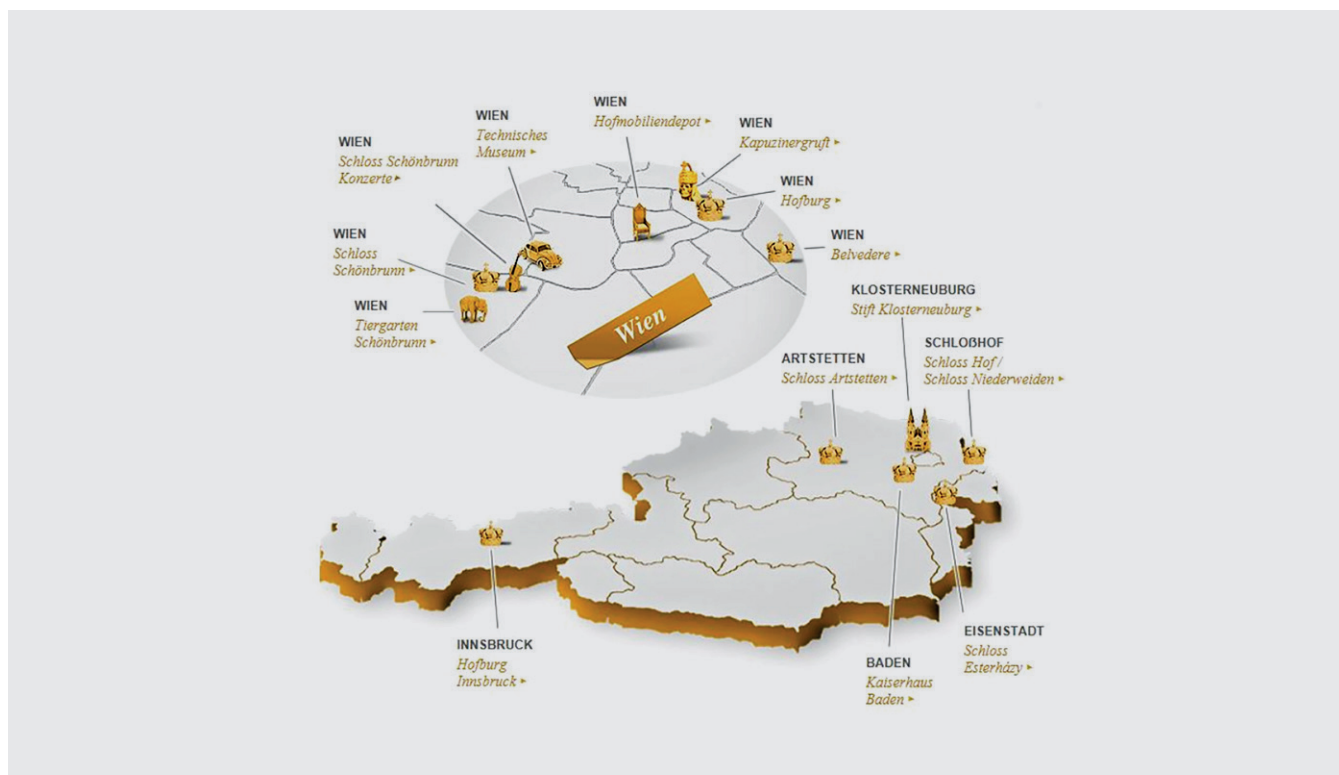 WIEN
Hofmobiliendepot ▸
WIEN
Technisches
Museum ▸
WIEN
Kapuzinergruft ▸
WIEN
Schloss Schönbrunn
Konzerte ▸
WIEN
Hofburg ▸
WIEN
Schloss
Schönbrunn ▸
WIEN
Belvedere ▸
WIEN
Tiergarten
Schönbrunn ▸
Wien
KLOSTERNEUBURG
Stift Klosterneuburg ▸
SCHLOßHOF
Schloss Hof /
Schloss Niederweiden ▸
ARTSTETTEN
Schloss Artstetten ▸
INNSBRUCK
Hofburg
Innsbruck ▸
EISENSTADT
Schloss
Esterházy ▸
BADEN
Kaiserhaus
Baden ▸